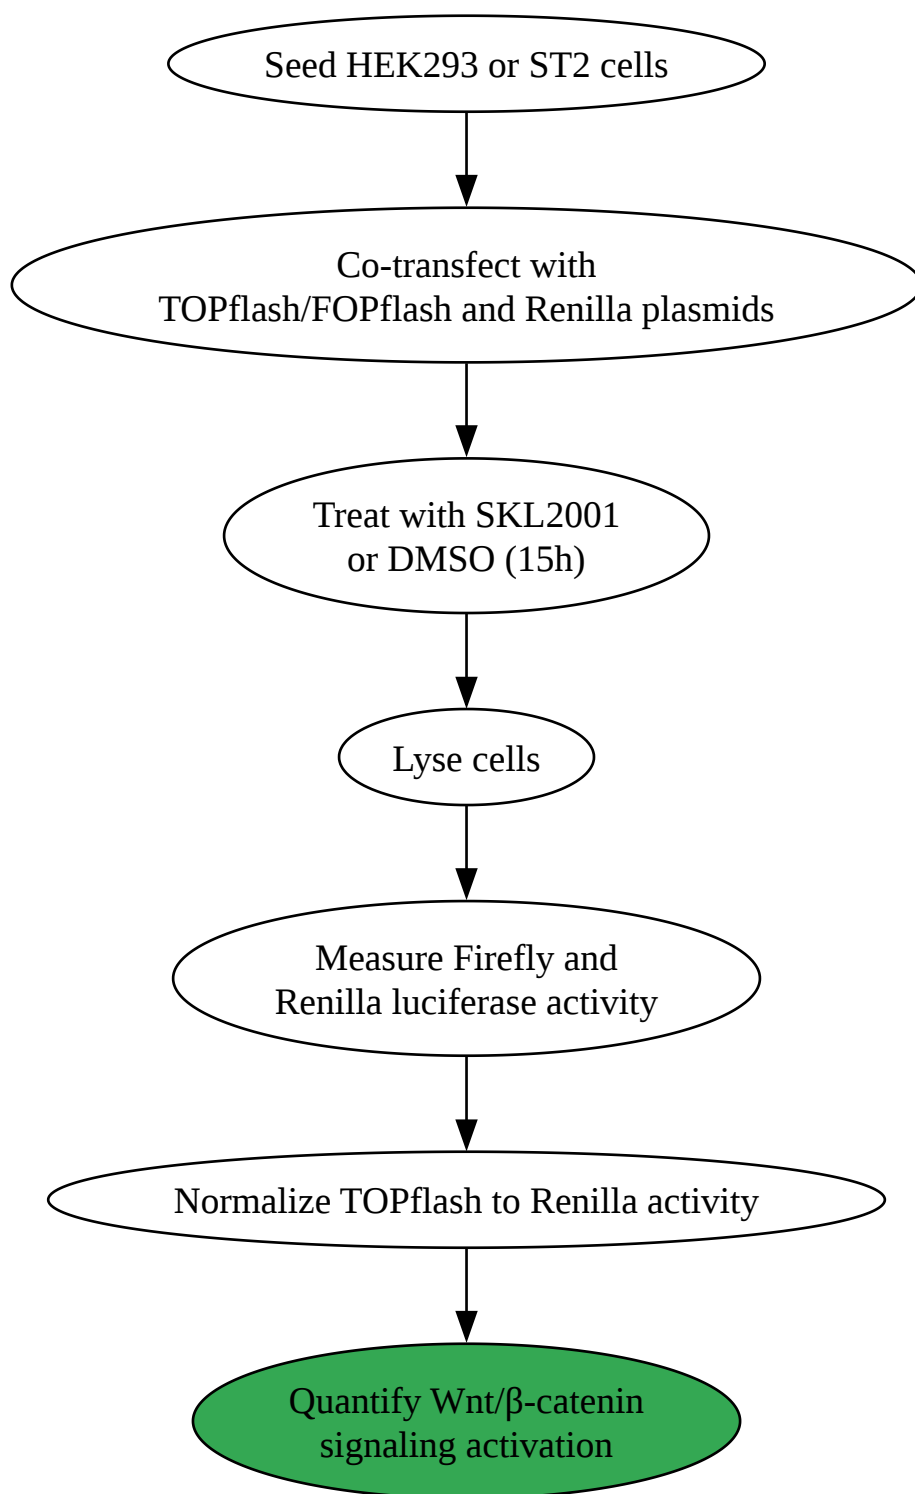 Seed HEK293 or ST2 cells
Co-transfect with
TOPflash/FOPflash and Renilla plasmids
Treat with SKL2001
or DMSO (15h)
Lyse cells
Measure Firefly and
Renilla luciferase activity
Normalize TOPflash to Renilla activity
Quantify Wnt/β-catenin
signaling activation